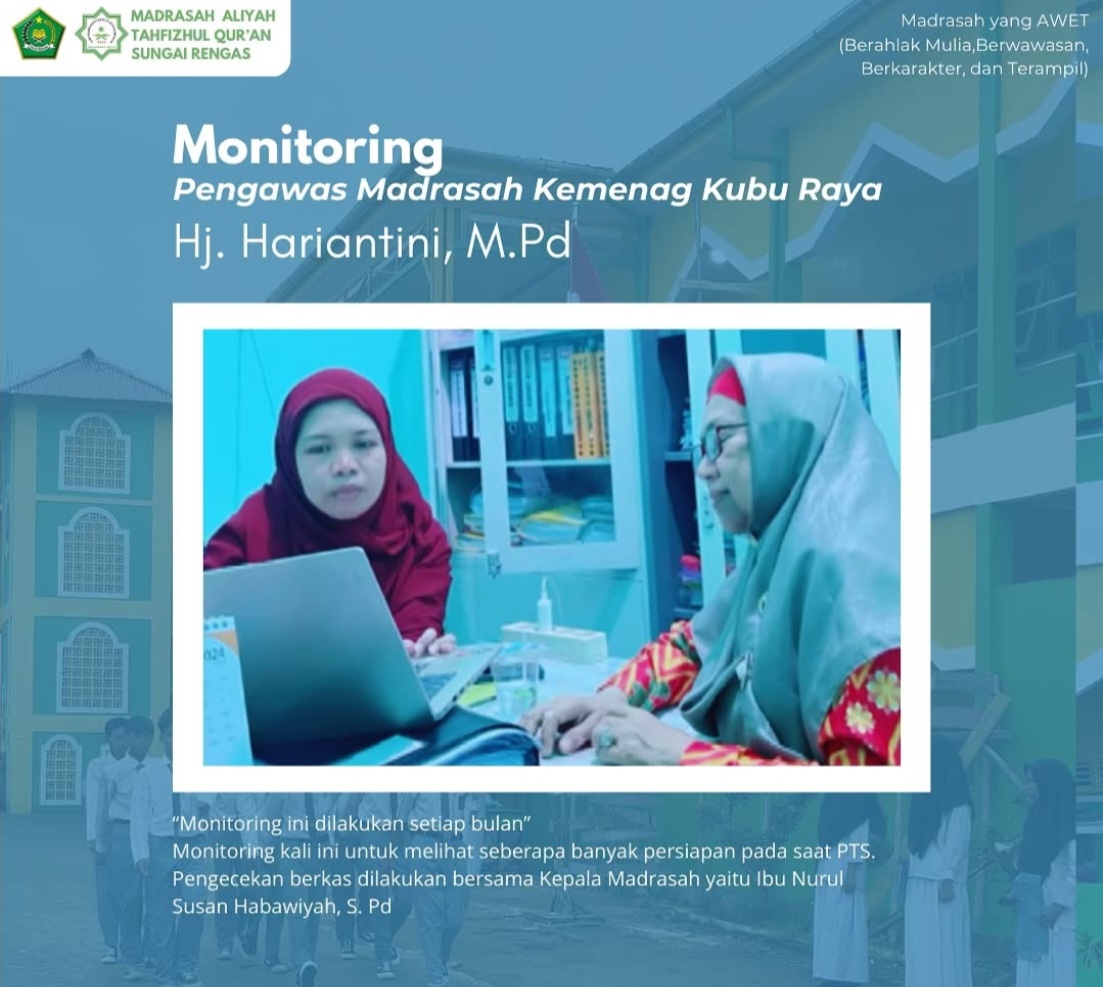 MADRASAH ALIYAH
TAHFIZHUL QUR'AN
SUNGAI RENGAS
Madrasah yang AWET
(Berahlak Mulia,Berwawasan,
Berkarakter, dan Terampil)
Monitoring
Pengawas Madrasah Kemenag Kubu Raya
Hj. Hariantini, M.Pd
024
“Monitoring ini dilakukan setiap bulan”
Monitoring kali ini untuk melihat seberapa banyak persiapan pada saat PTS.
Pengecekan berkas dilakukan bersama Kepala Madrasah yaitu Ibu Nurul
Susan Habawiyah, S. Pd